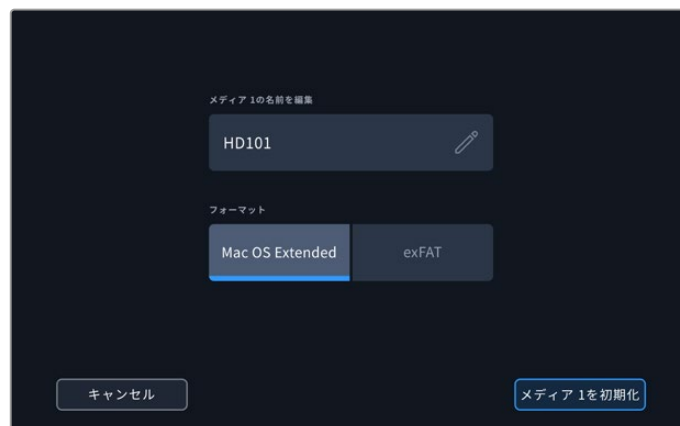 メディア 1の名前を編集
HD101
フォーマット
Mac OS Extended
exFAT
キャンセル
メディア 1を初期化